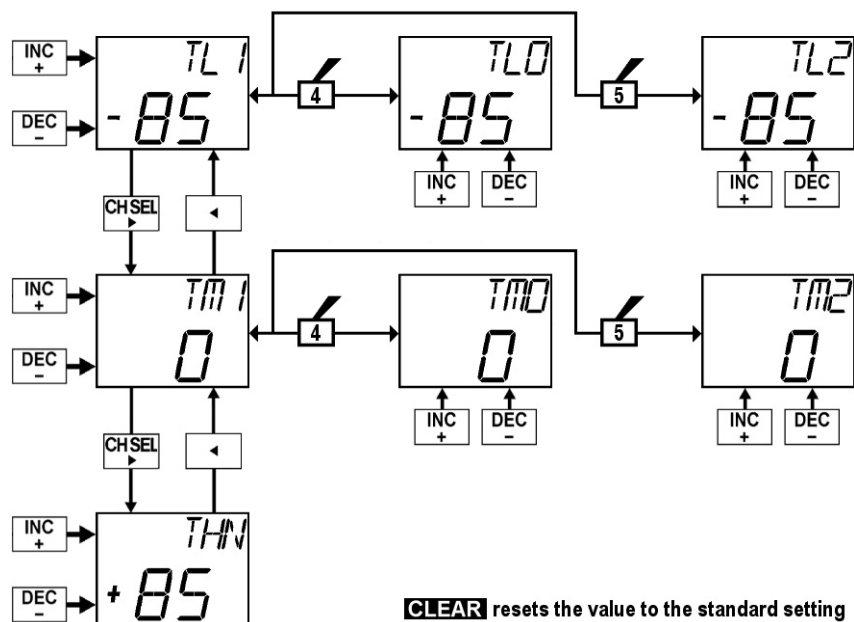 INC
+
TL1
-85
DEC
–
4
TL0
-85
INC
+
DEC
–
5
TL2
-85
INC
+
DEC
–
CH SEL
►
◄
INC
+
TM1
0
DEC
–
4
TM0
0
INC
+
DEC
–
5
TM2
0
INC
+
DEC
–
CH SEL
►
◄
INC
+
THN
+85
DEC
–
CLEAR resets the value to the standard setting